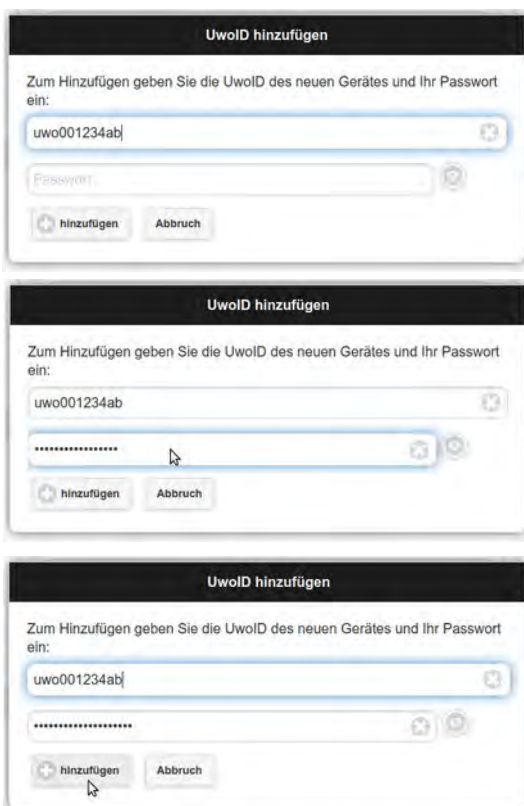 UwoID hinzufügen
Zum Hinzufügen geben Sie die UwoID des neuen Gerätes und Ihr Passwort
ein:
uwo001234ab
Passwort
hinzufügen Abbruch
UwoID hinzufügen
Zum Hinzufügen geben Sie die UwoID des neuen Gerätes und Ihr Passwort
ein:
uwo001234ab
•••••••••••••••••
hinzufügen Abbruch
UwoID hinzufügen
Zum Hinzufügen geben Sie die UwoID des neuen Gerätes und Ihr Passwort
ein:
uwo001234ab
••••••••••••••••••••
hinzufügen Abbruch